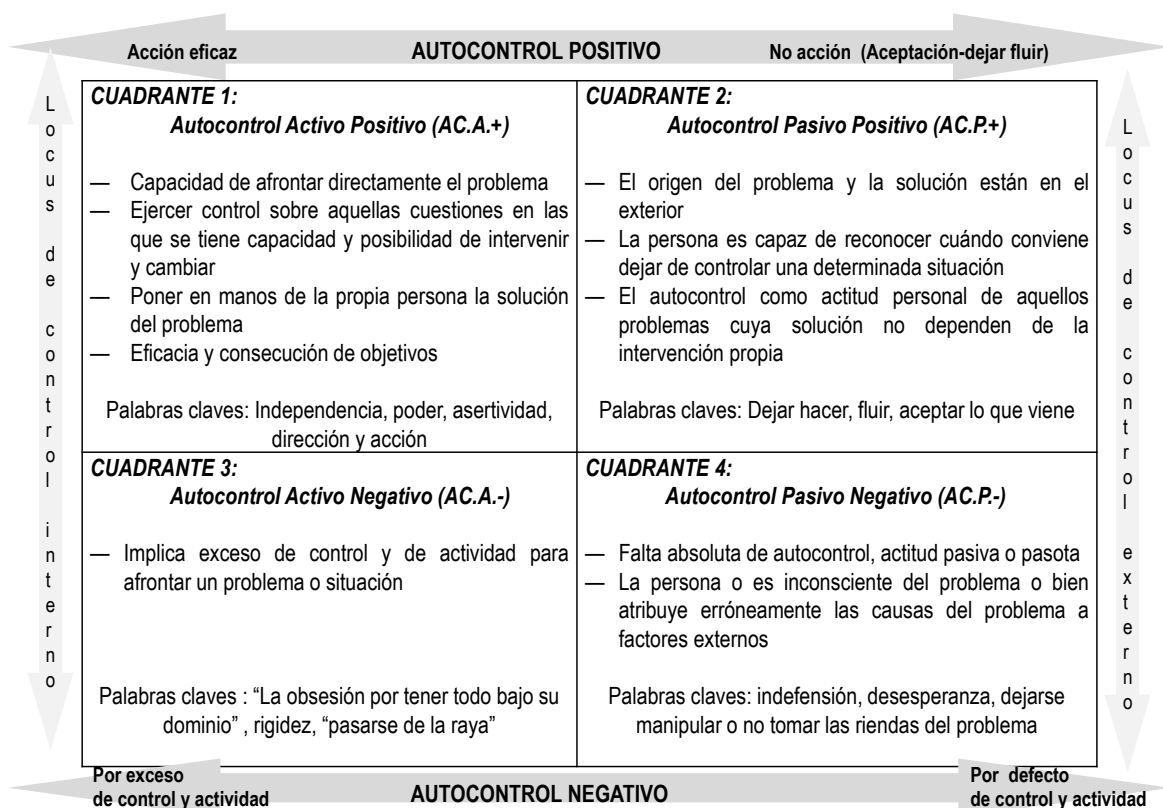 Acción eficaz AUTOCONTROL POSITIVO No acción (Aceptación-dejar fluir)
Locus de control interno
CUADRANTE 1:
Autocontrol Activo Positivo (AC.A.+)
— Capacidad de afrontar directamente el problema
— Ejercer control sobre aquellas cuestiones en las
que se tiene capacidad y posibilidad de intervenir
y cambiar
— Poner en manos de la propia persona la solución
del problema
— Eficacia y consecución de objetivos
Palabras claves: Independencia, poder, asertividad,
dirección y acción
CUADRANTE 2:
Autocontrol Pasivo Positivo (AC.P.+)
— El origen del problema y la solución están en el
exterior
— La persona es capaz de reconocer cuándo conviene
dejar de controlar una determinada situación
— El autocontrol como actitud personal de aquellos
problemas cuya solución no dependen de la
intervención propia
Palabras claves: Dejar hacer, fluir, aceptar lo que viene
CUADRANTE 3:
Autocontrol Activo Negativo (AC.A.-)
— Implica exceso de control y de actividad para
afrontar un problema o situación
Palabras claves : “La obsesión por tener todo bajo su
dominio” , rigidez, “pasarse de la raya”
CUADRANTE 4:
Autocontrol Pasivo Negativo (AC.P.-)
— Falta absoluta de autocontrol, actitud pasiva o pasota
— La persona o es inconsciente del problema o bien
atribuye erróneamente las causas del problema a
factores externos
Palabras claves: indefensión, desesperanza, dejarse
manipular o no tomar las riendas del problema
Locus de control externo
Por exceso
de control y actividad
AUTOCONTROL NEGATIVO
Por defecto
de control y actividad